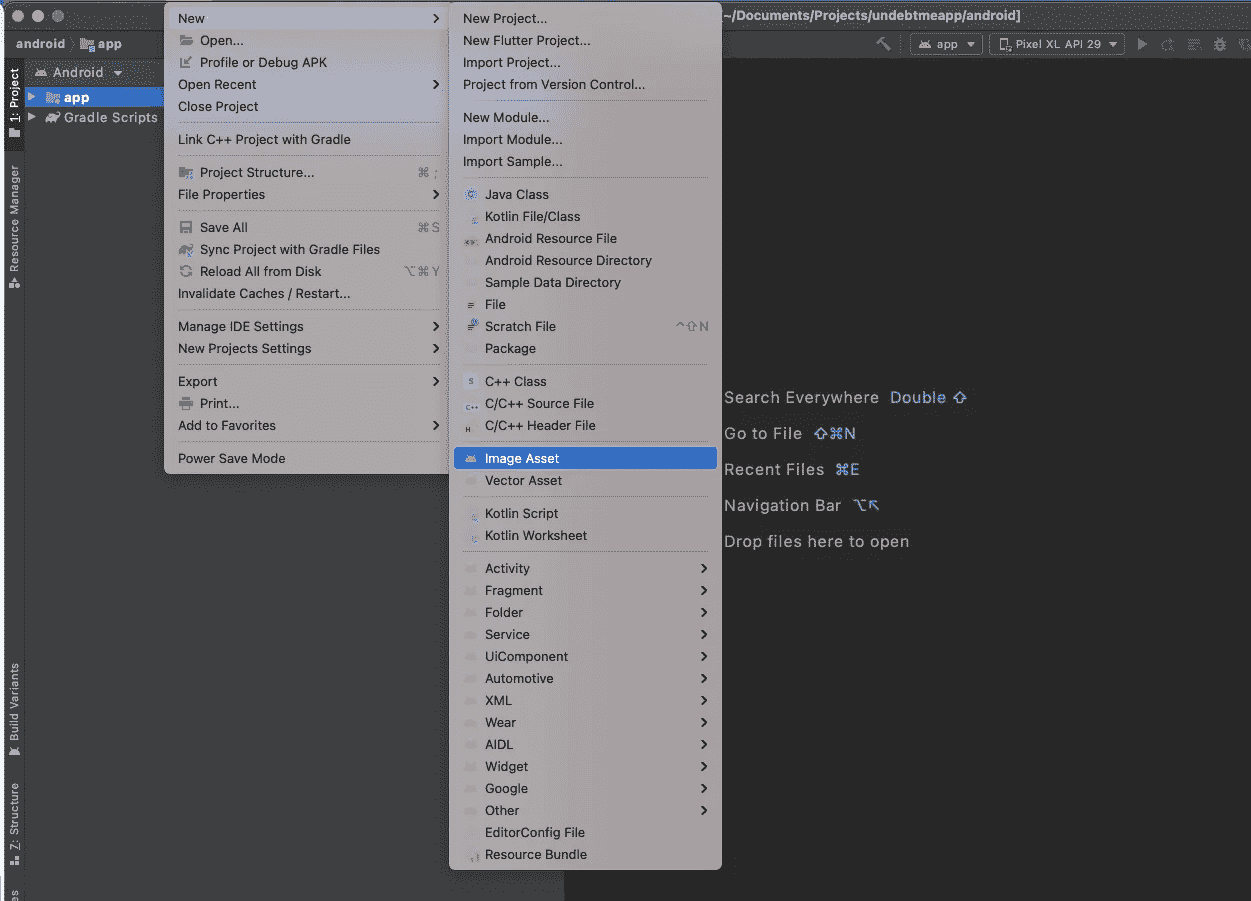 ~/Documents/Projects/undebtmeapp/android]
android
app
app
Pixel XL API 29
Android
app
Gradle Scripts
1: Project
Resource Manager
Build Variants
7: Structure
New
Open...
Profile or Debug APK
Open Recent
Close Project
Link C++ Project with Gradle
Project Structure... ⌘ ;
File Properties
Save All ⌘ S
Sync Project with Gradle Files
Reload All from Disk ⌥⌘ Y
Invalidate Caches / Restart...
Manage IDE Settings
New Projects Settings
Export
Print...
Add to Favorites
Power Save Mode
New Project...
New Flutter Project...
Import Project...
Project from Version Control...
New Module...
Import Module...
Import Sample...
Java Class
Kotlin File/Class
Android Resource File
Android Resource Directory
Sample Data Directory
File
Scratch File ^⇧N
Package
S C++ Class
C++ C/C++ Source File
H C/C++ Header File
Image Asset
Vector Asset
Kotlin Script
Kotlin Worksheet
Activity
Fragment
Folder
Service
UiComponent
Automotive
XML
Wear
AIDL
Widget
Google
Other
EditorConfig File
Resource Bundle
Search Everywhere Double ⇧
Go to File ⇧⌘N
Recent Files ⌘E
Navigation Bar ⌥↖
Drop files here to open